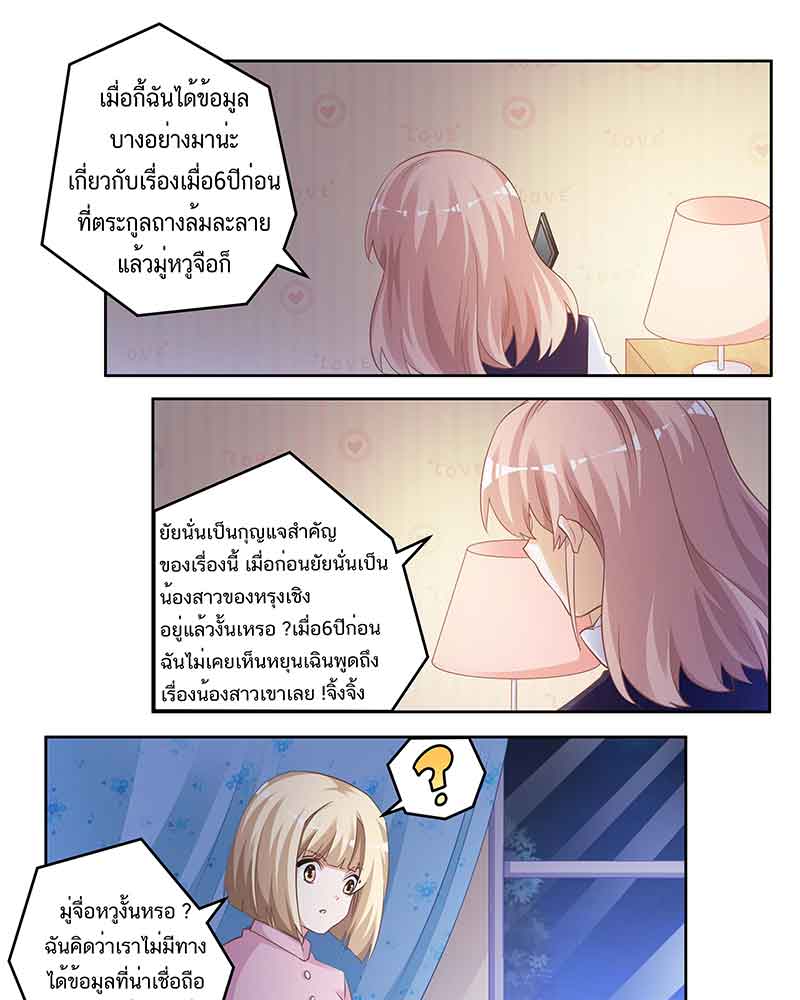 เมื่อกี้ฉันได้ข้อมูล
บางอย่างมาน่ะ
เกี่ยวกับเรื่องเมื่อ6ปีก่อน
ที่ตระกูลถางล้มละลาย
แล้วมู่หวูจือก็
LOVE
LOVE
LOVE
LOVE
LOVE
LOVE
LOVE
ยัยนั่นเป็นกุญแจสำคัญ
ของเรื่องนี้ เมื่อก่อนยัยนั่นเป็น
น้องสาวของหรุงเชิง
อยู่แล้วงั้นเหรอ ?เมื่อ6ปีก่อน
ฉันไม่เคยเห็นหยุนเฉินพูดถึง
เรื่องน้องสาวเขาเลย !จิ้งจิ้ง
?
มู่จื่อหวูงั้นหรอ ?
ฉันคิดว่าเราไม่มีทาง
ได้ข้อมูลที่น่าเชื่อถือ